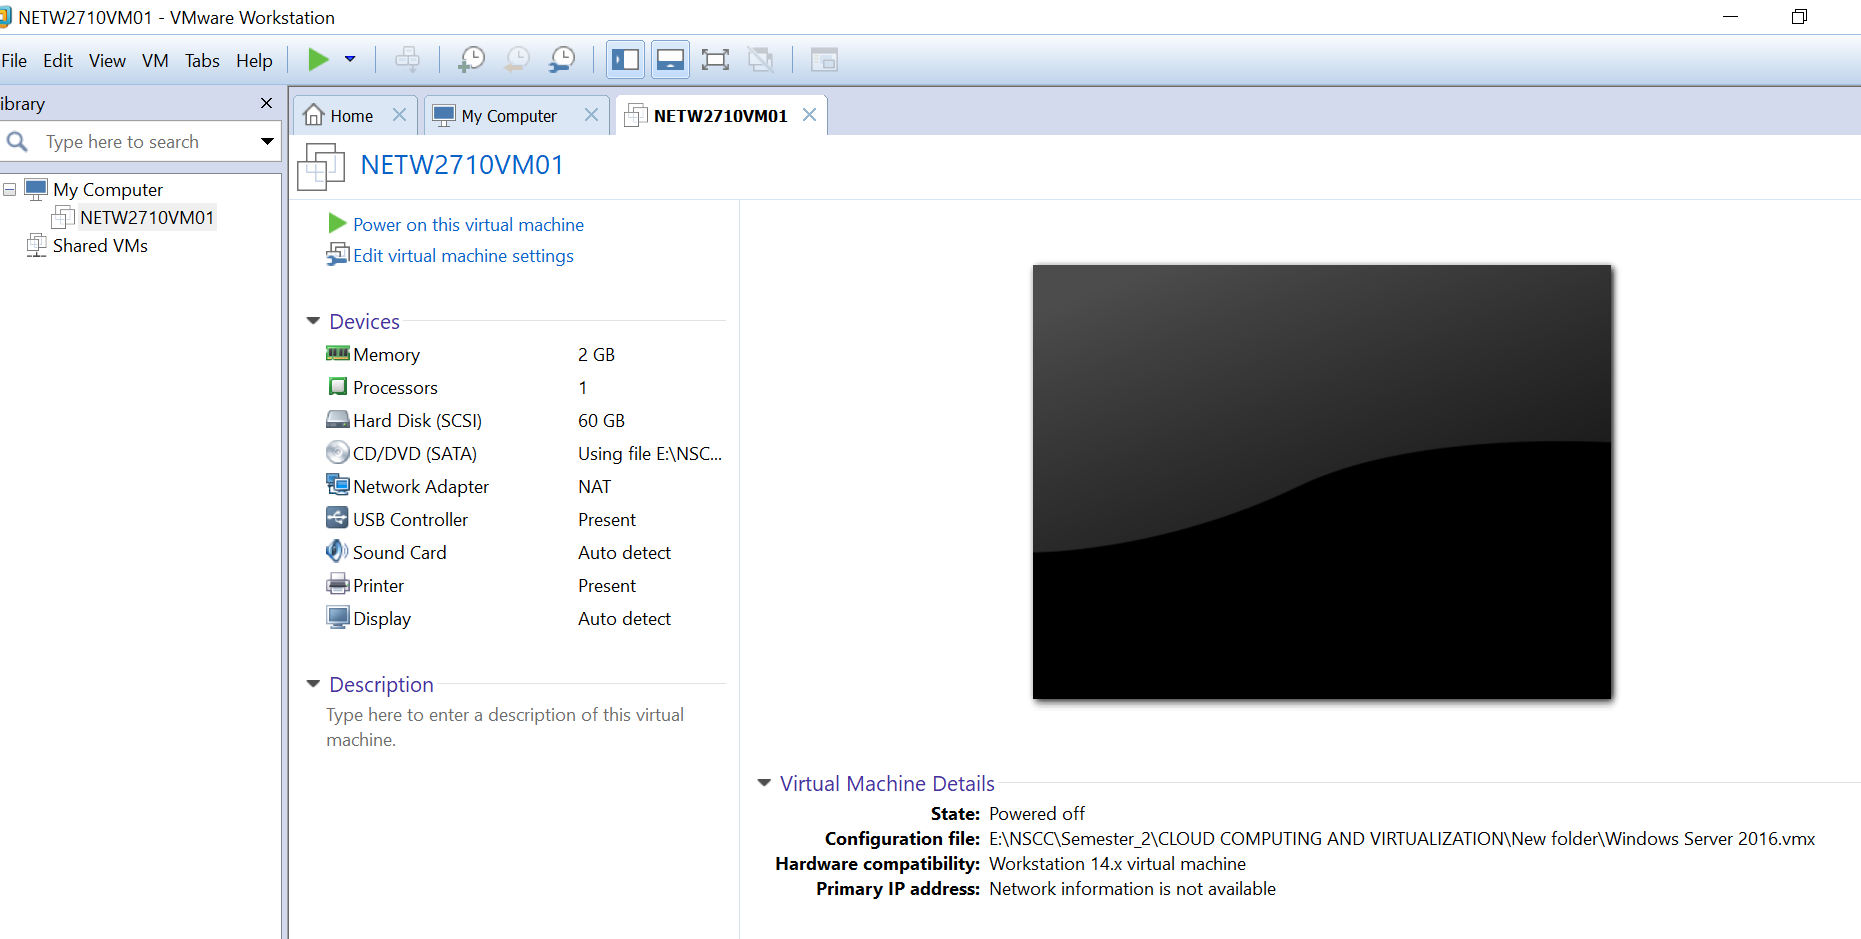 NETW2710VM01 - VMware Workstation
File Edit View VM Tabs Help
ibrary
Type here to search
My Computer
NETW2710VM01
Shared VMs
Home
My Computer
NETW2710VM01
NETW2710VM01
Power on this virtual machine
Edit virtual machine settings
Devices
Memory 2 GB
Processors 1
Hard Disk (SCSI) 60 GB
CD/DVD (SATA) Using file E:\NSC...
Network Adapter NAT
USB Controller Present
Sound Card Auto detect
Printer Present
Display Auto detect
Description
Type here to enter a description of this virtual
machine.
Virtual Machine Details
State: Powered off
Configuration file: E:\NSCC\Semester_2\CLOUD COMPUTING AND VIRTUALIZATION\New folder\Windows Server 2016.vmx
Hardware compatibility: Workstation 14.x virtual machine
Primary IP address: Network information is not available